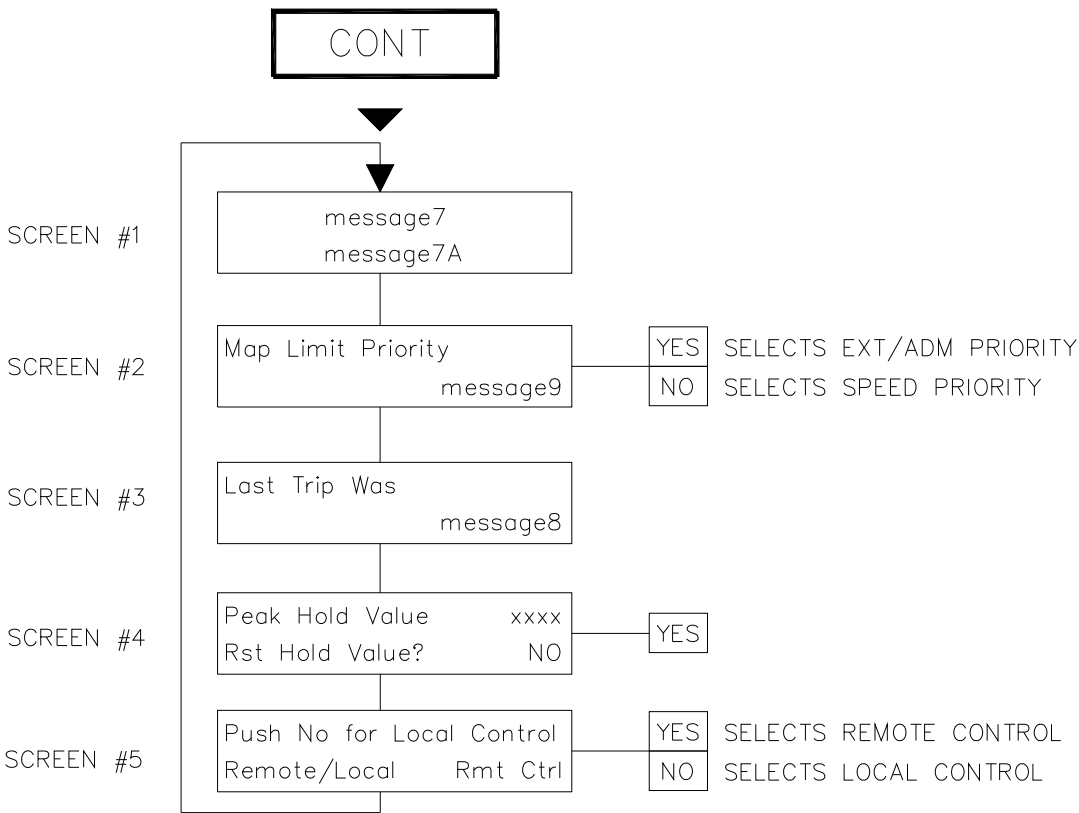 CONT
SCREEN #1
message7
message7A
SCREEN #2
Map Limit Priority
message9
YES SELECTS EXT/ADM PRIORITY
NO SELECTS SPEED PRIORITY
SCREEN #3
Last Trip Was
message8
SCREEN #4
Peak Hold Value xxxx
Rst Hold Value? NO
YES
SCREEN #5
Push No for Local Control
Remote/Local Rmt Ctrl
YES SELECTS REMOTE CONTROL
NO SELECTS LOCAL CONTROL